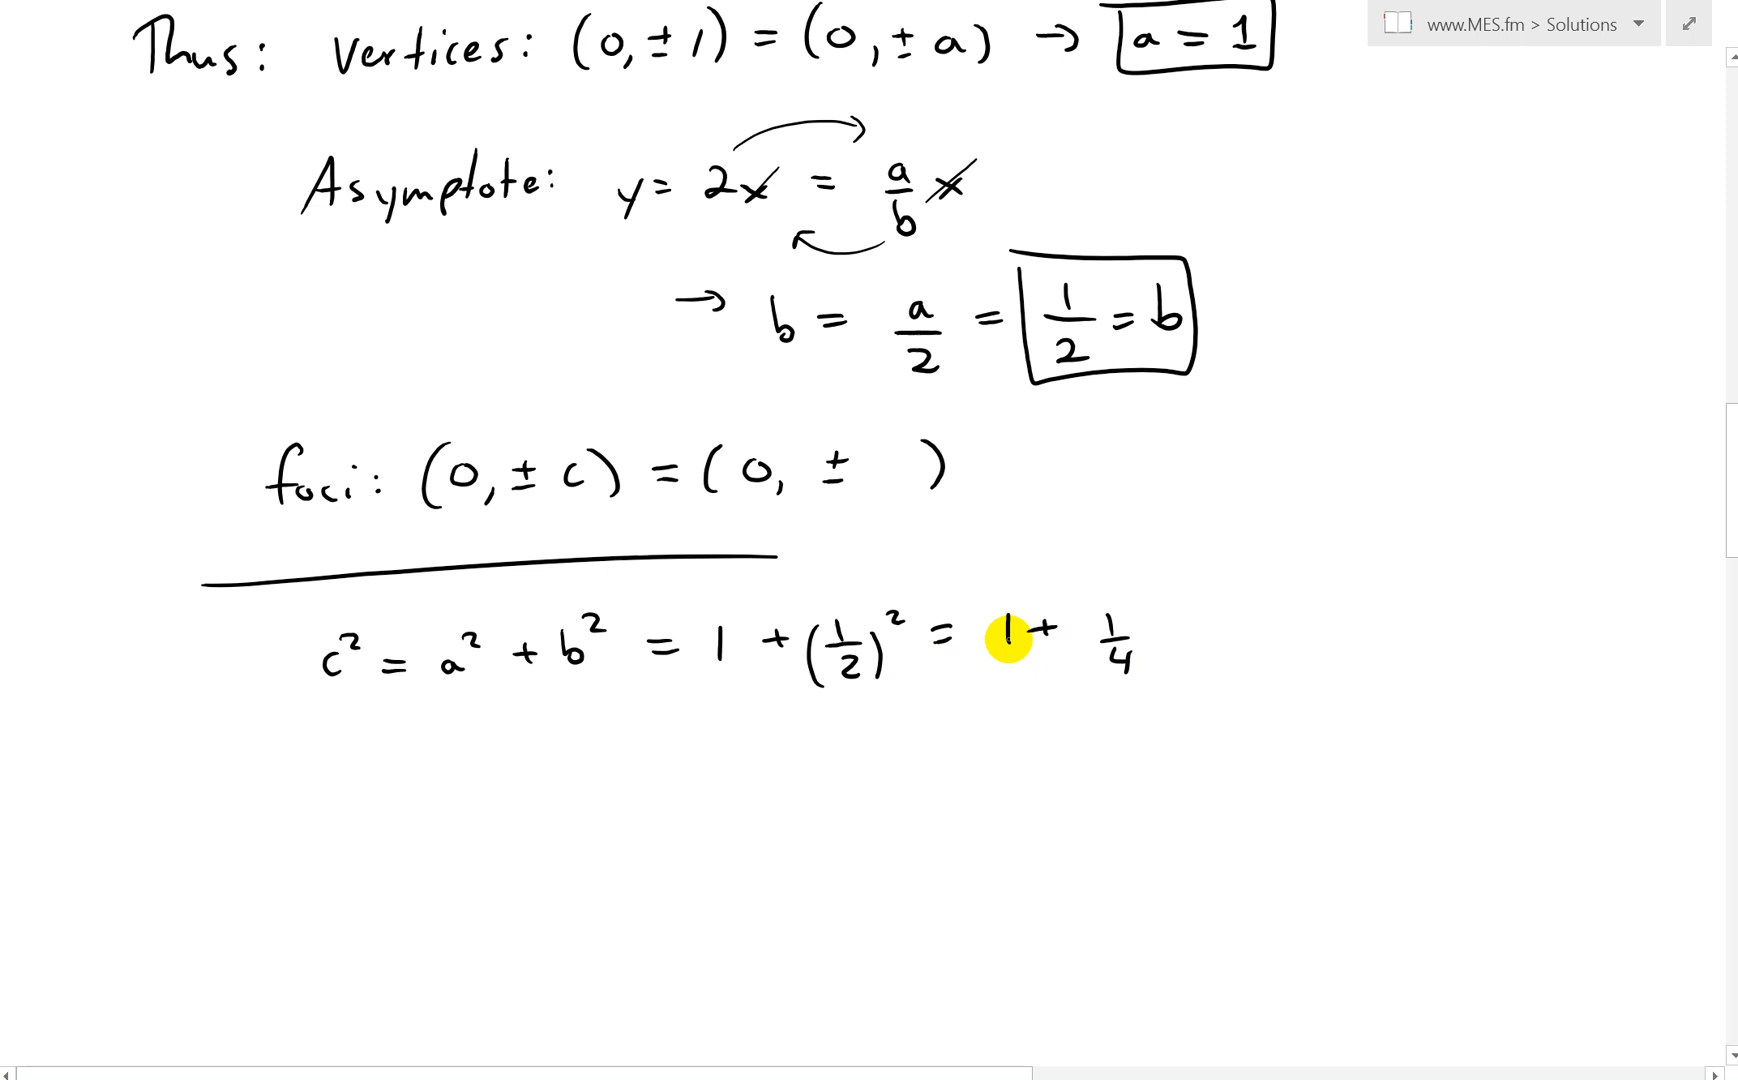 www.MES.fm > Solutions
Thus: vertices: (0, ± 1) = (0, ± a) → a = 1
Asymptote: y = 2x = a/b x
→ b = a/2 = 1/2 = b
foci: (0, ± c) = (0, ± )
c² = a² + b² = 1 + (1/2)² = 1 + 1/4